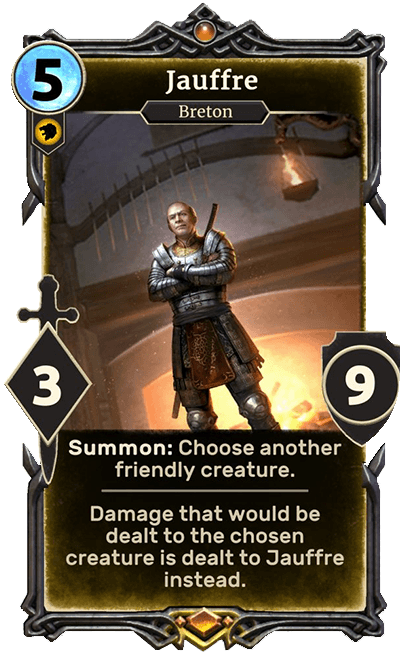 5
Jauffre
Breton
3
9
Summon: Choose another
friendly creature.
Damage that would be
dealt to the chosen
creature is dealt to Jauffre
instead.